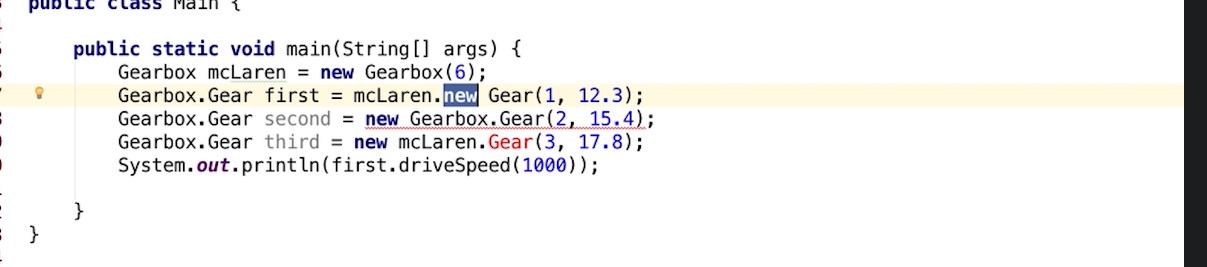 public class Main {
public static void main(String[] args) {
Gearbox mcLaren = new Gearbox(6);
Gearbox.Gear first = mcLaren.new Gear(1, 12.3);
Gearbox.Gear second = new Gearbox.Gear(2, 15.4);
Gearbox.Gear third = new mcLaren.Gear(3, 17.8);
System.out.println(first.driveSpeed(1000));
}
}